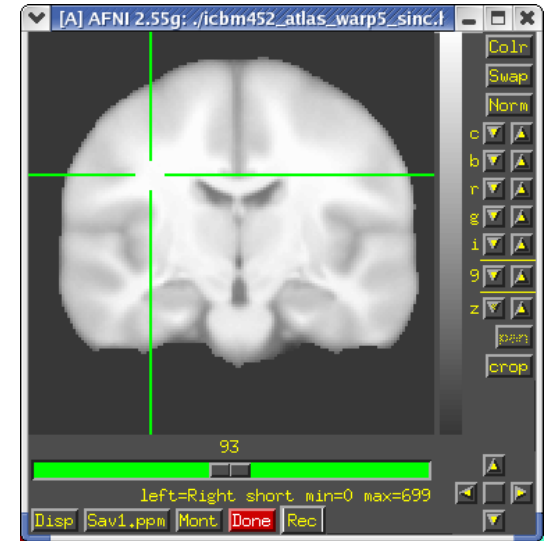 [A] AFNI 2.55g: ./icbm452_atlas_warp5_sinc.
Colr
Swap
Norm
c
b
r
g
i
9
z
pen
crop
93
left=Right short min=0 max=699
Disp Sav1.ppm Mont Done Rec